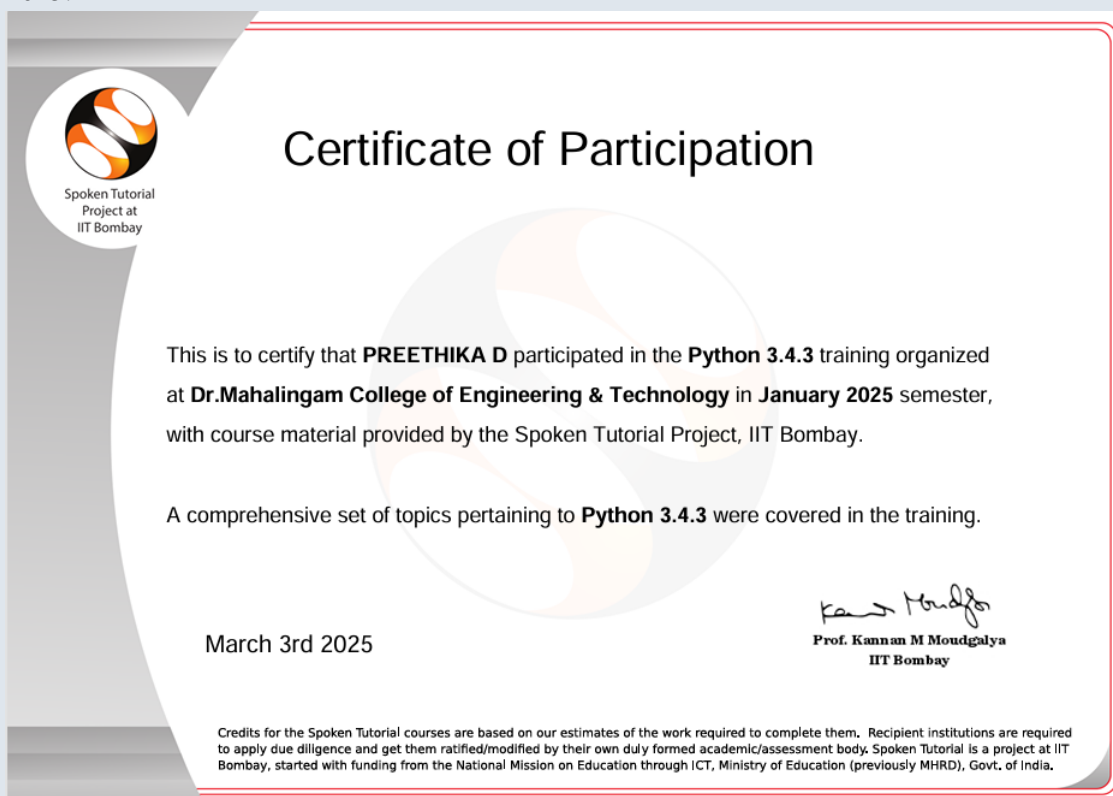 Spoken Tutorial
Project at
IIT Bombay
Certificate of Participation
This is to certify that PREETHIKA D participated in the Python 3.4.3 training organized
at Dr.Mahalingam College of Engineering & Technology in January 2025 semester,
with course material provided by the Spoken Tutorial Project, IIT Bombay.
A comprehensive set of topics pertaining to Python 3.4.3 were covered in the training.
March 3rd 2025
Prof. Kannan M Moudgalya
IIT Bombay
Credits for the Spoken Tutorial courses are based on our estimates of the work required to complete them. Recipient institutions are required
to apply due diligence and get them ratified/modified by their own duly formed academic/assessment body. Spoken Tutorial is a project at IIT
Bombay, started with funding from the National Mission on Education through ICT, Ministry of Education (previously MHRD), Govt. of India.